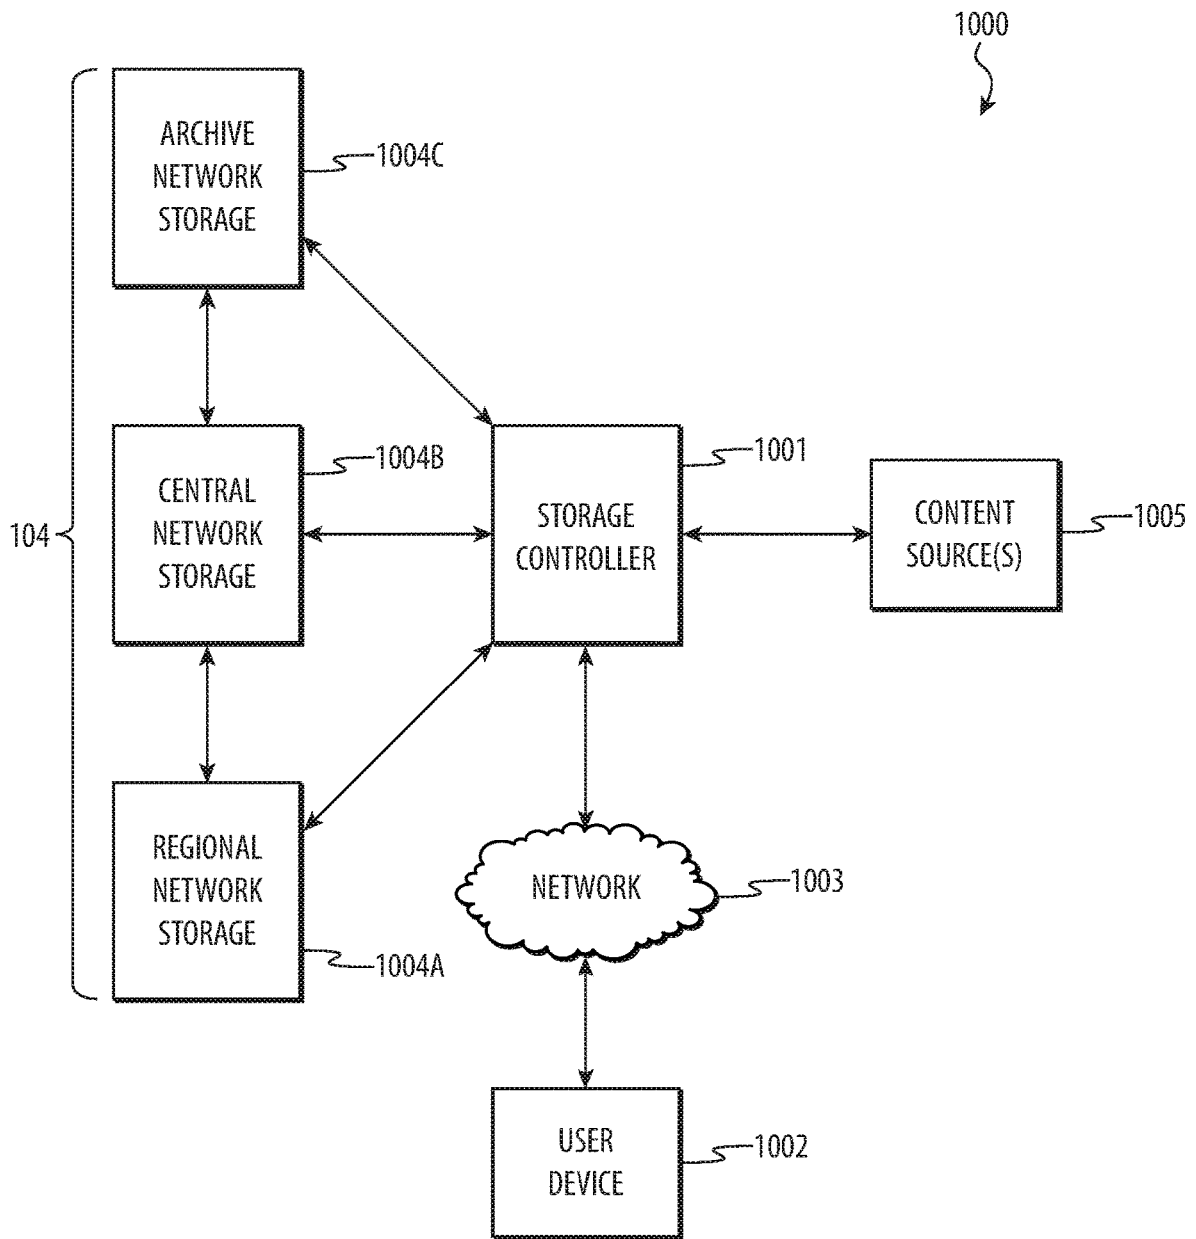 1000
ARCHIVE
NETWORK
STORAGE
1004C
104
CENTRAL
NETWORK
STORAGE
1004B
STORAGE
CONTROLLER
1001
CONTENT
SOURCE(S)
1005
REGIONAL
NETWORK
STORAGE
1004A
NETWORK
1003
USER
DEVICE
1002